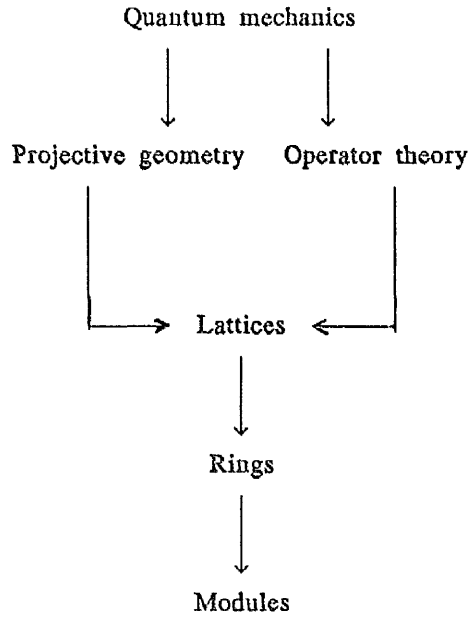 Quantum mechanics
Projective geometry Operator theory
Lattices
Rings
Modules